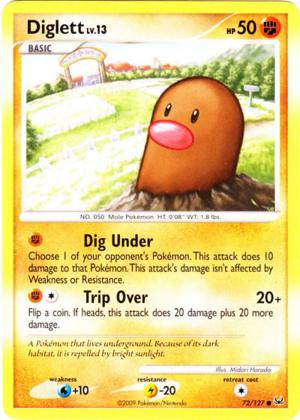 Diglett LV.13
HP 50
BASIC
NO. 050 Mole Pokémon HT: 0'08" WT: 1.8 lbs.
Illus. Midori Harada
Dig Under
Choose 1 of your opponent's Pokémon. This attack does 10
damage to that Pokémon. This attack's damage isn't affected by
Weakness or Resistance.
Trip Over 20+
Flip a coin. If heads, this attack does 20 damage plus 20 more
damage.
A Pokémon that lives underground. Because of its dark
habitat, it is repelled by bright sunlight.
weakness resistance retreat cost
+10 -20
©2009 Pokémon/Nintendo
72/127